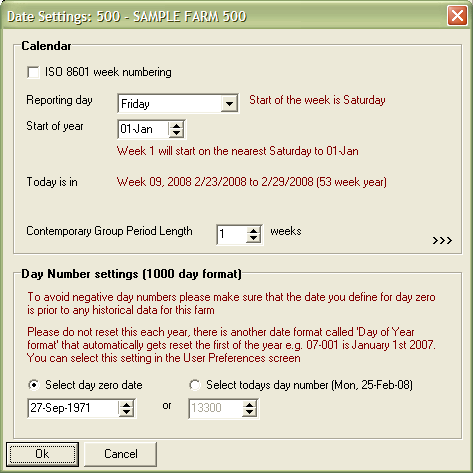 Date Settings: 500 - SAMPLE FARM 500
Calendar
ISO 8601 week numbering
Reporting day Friday Start of the week is Saturday
Start of year 01-Jan
Week 1 will start on the nearest Saturday to 01-Jan
Today is in Week 09, 2008 2/23/2008 to 2/29/2008 (53 week year)
Contemporary Group Period Length 1 weeks
>>>
Day Number settings (1000 day format)
To avoid negative day numbers please make sure that the date you define for day zero
is prior to any historical data for this farm
Please do not reset this each year, there is another date format called 'Day of Year
format' that automatically gets reset the first of the year e.g. 07-001 is January 1st 2007.
You can select this setting in the User Preferences screen
Select day zero date Select todays day number (Mon, 25-Feb-08)
27-Sep-1971 or 13300
Ok Cancel